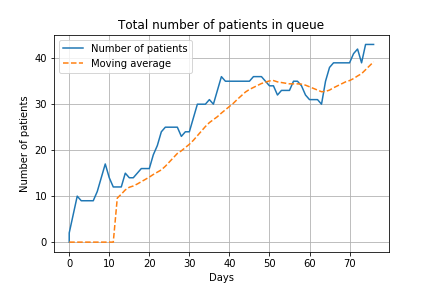 Total number of patients in queue
Number of patients
Moving average
Number of patients
40
30
20
10
0
0 10 20 30 40 50 60 70
Days